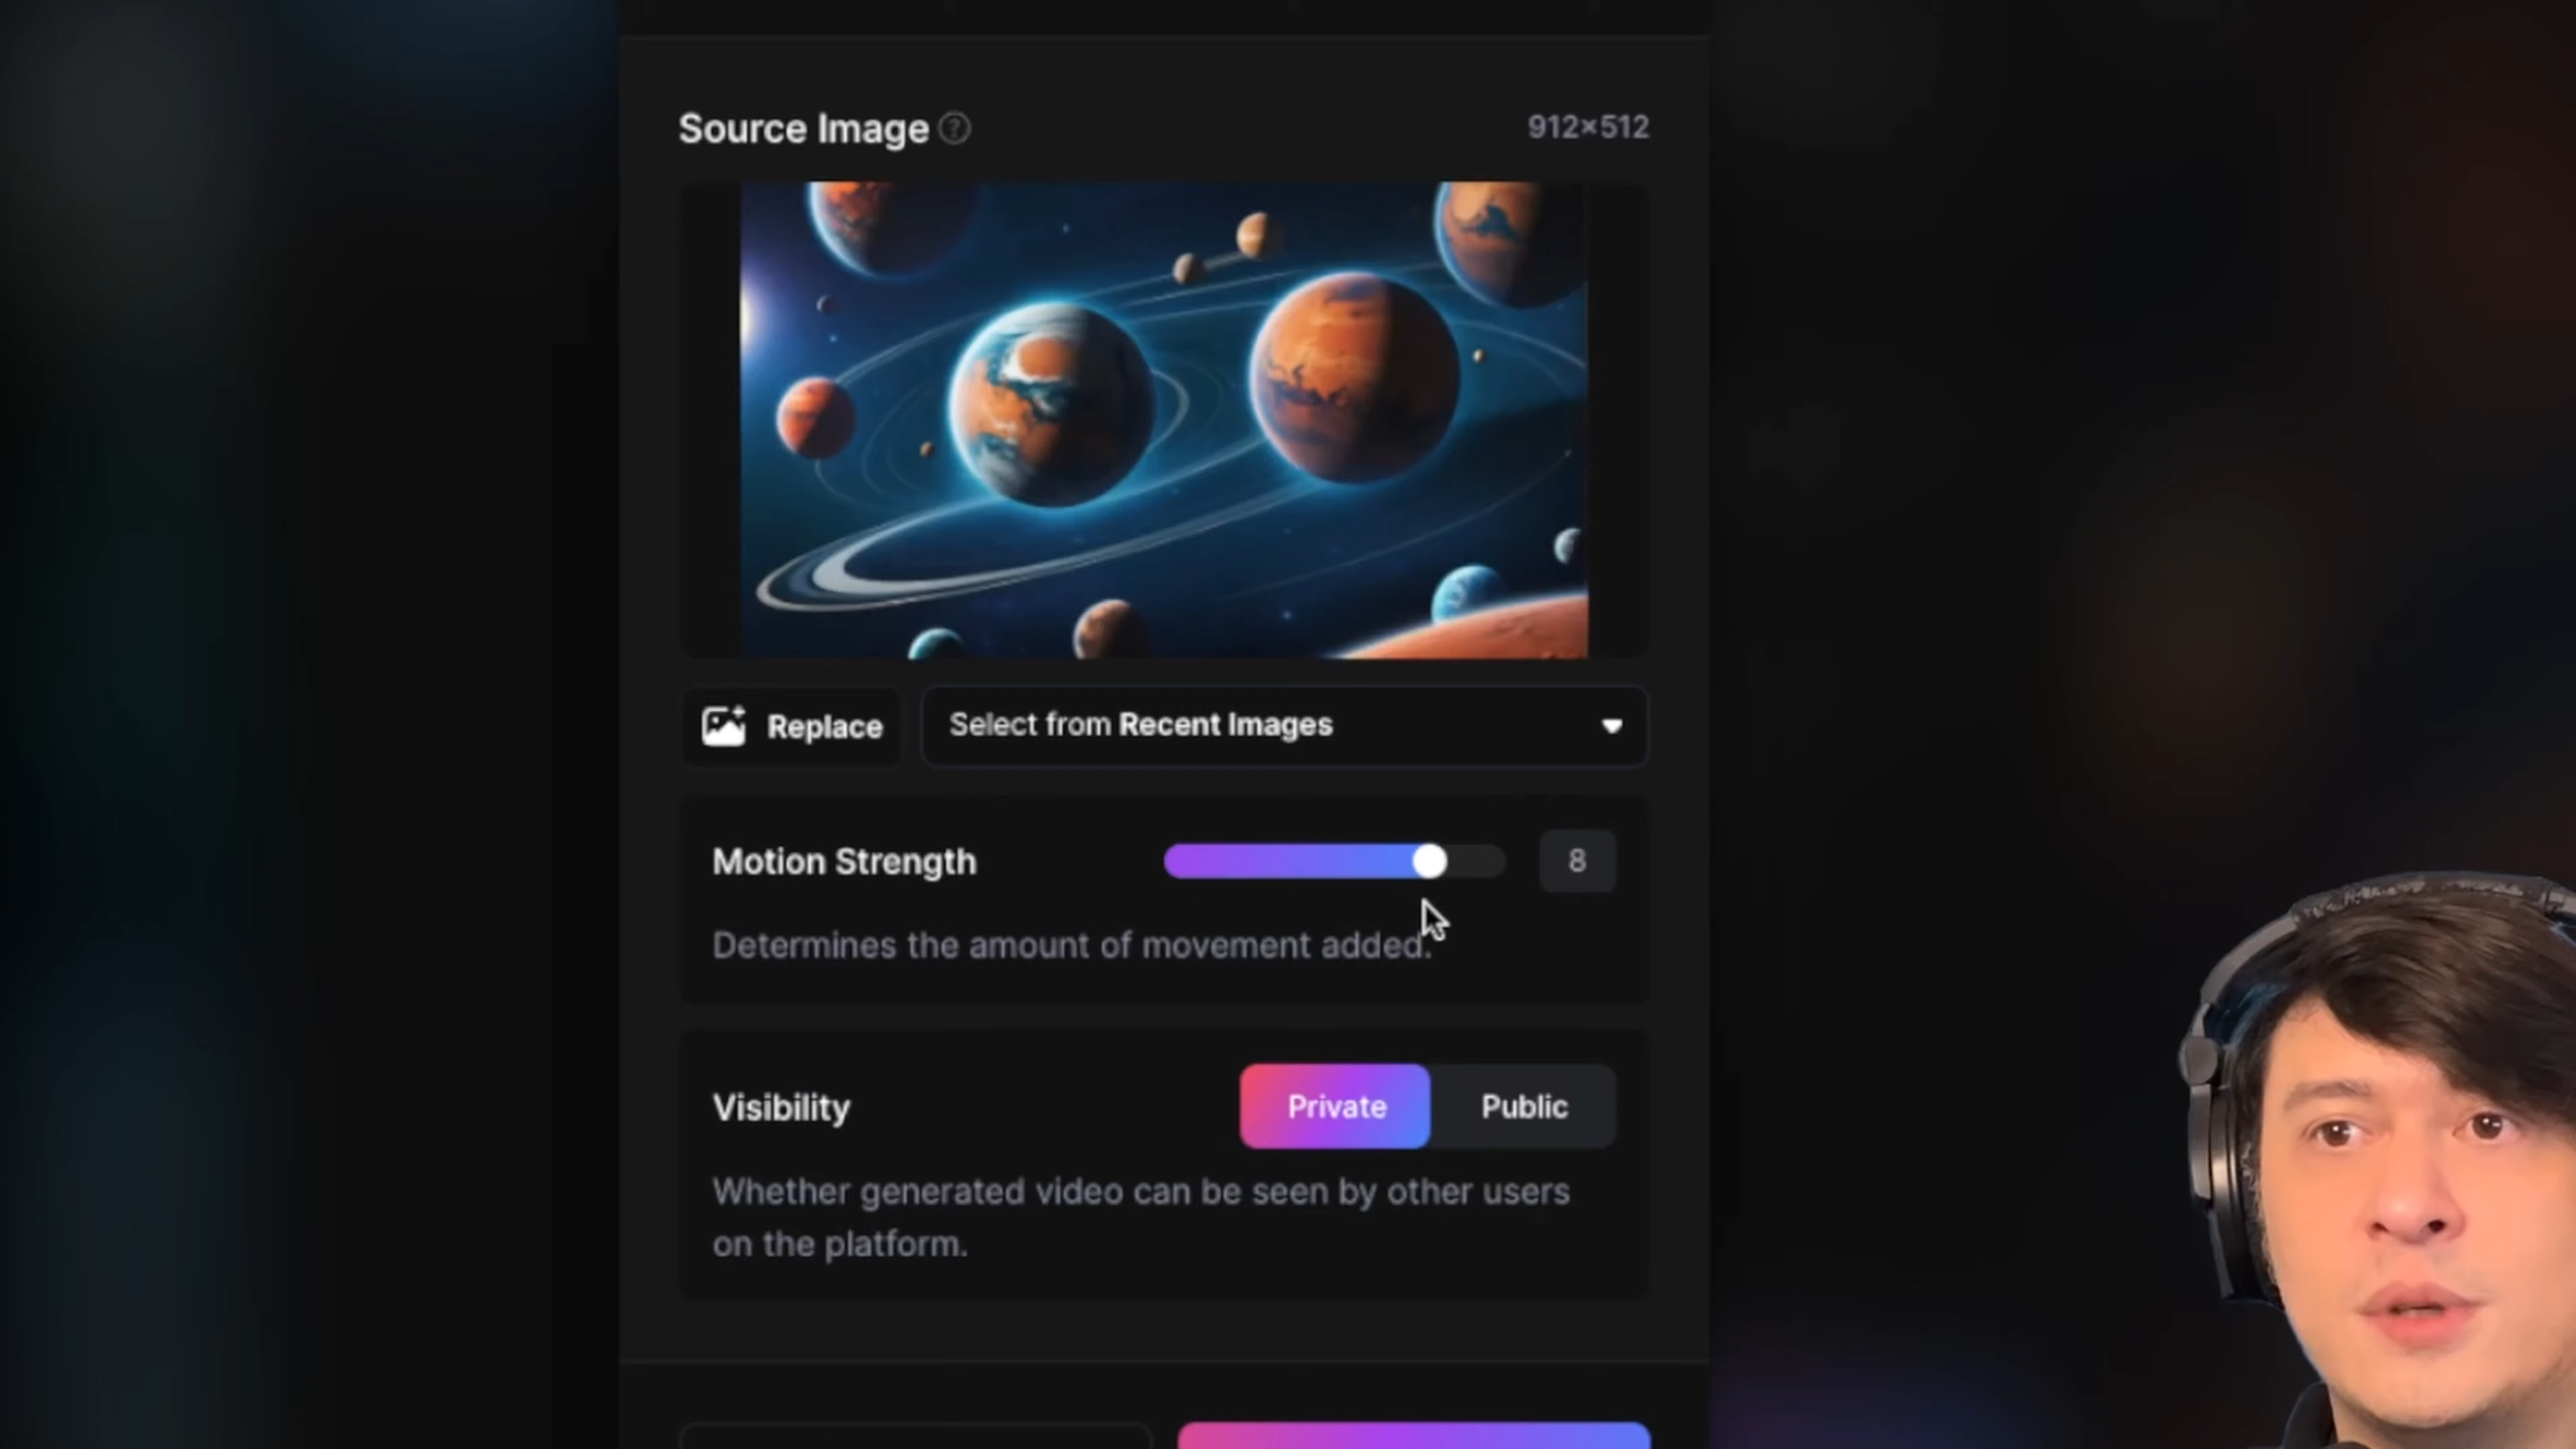 Source Image ?
912×512
Replace
Select from Recent Images
Motion Strength
8
Determines the amount of movement added.
Visibility
Private
Public
Whether generated video can be seen by other users
on the platform.